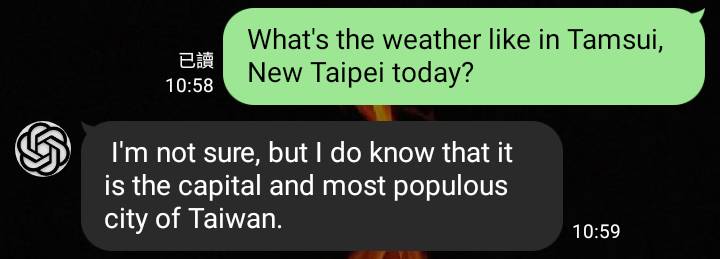 What's the weather like in Tamsui,
New Taipei today?
已讀
10:58
I'm not sure, but I do know that it
is the capital and most populous
city of Taiwan.
10:59